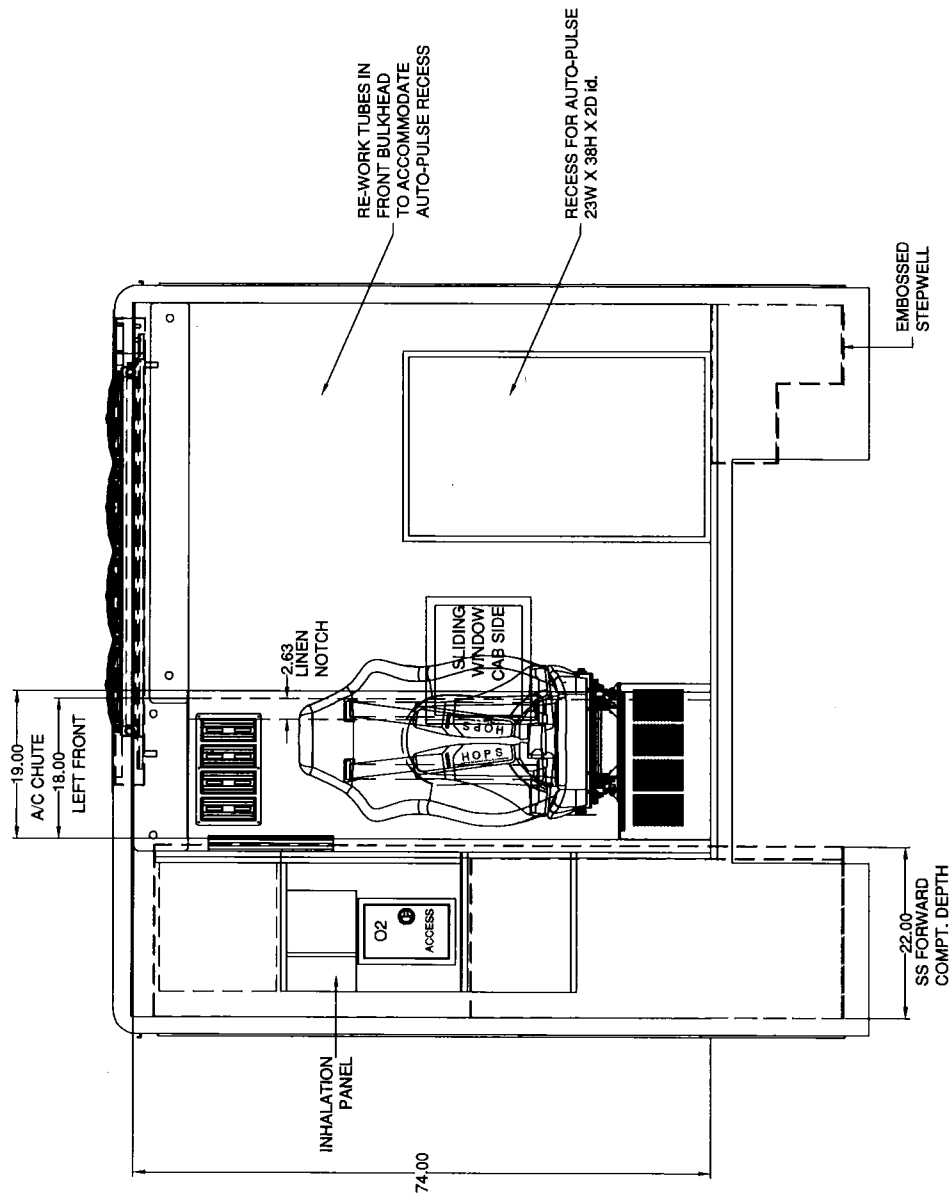 19.00
A/C CHUTE
18.00
LEFT FRONT
2.63
LINEN
NOTCH
RE-WORK TUBES IN
FRONT BULKHEAD
TO ACCOMMODATE
AUTO-PULSE RECESS
RECESS FOR AUTO-PULSE
23W X 38H X 2D id.
SLIDING
WINDOW
CAB SIDE
HOPS
HOPS
O2
ACCESS
INHALATION
PANEL
74.00
22.00
SS FORWARD
COMPT. DEPTH
EMBOSSED
STEPWELL